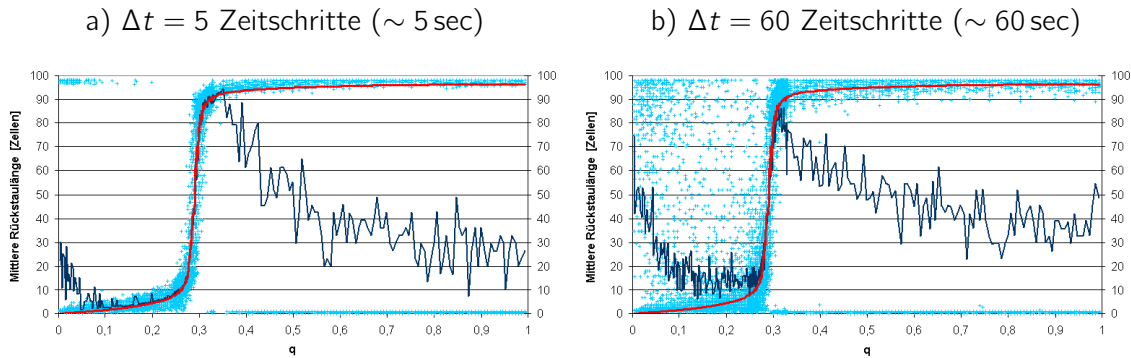 a) Δt = 5 Zeitschritte (∼ 5 sec)
b) Δt = 60 Zeitschritte (∼ 60 sec)
Mittlere Rückstaulänge [Zellen]
100 90 80 70 60 50 40 30 20 10 0
100 90 80 70 60 50 40 30 20 10 0
0 0,1 0,2 0,3 0,4 0,5 0,6 0,7 0,8 0,9 1
q
Mittlere Rückstaulänge [Zellen]
100 90 80 70 60 50 40 30 20 10 0
100 90 80 70 60 50 40 30 20 10 0
0 0,1 0,2 0,3 0,4 0,5 0,6 0,7 0,8 0,9 1
q